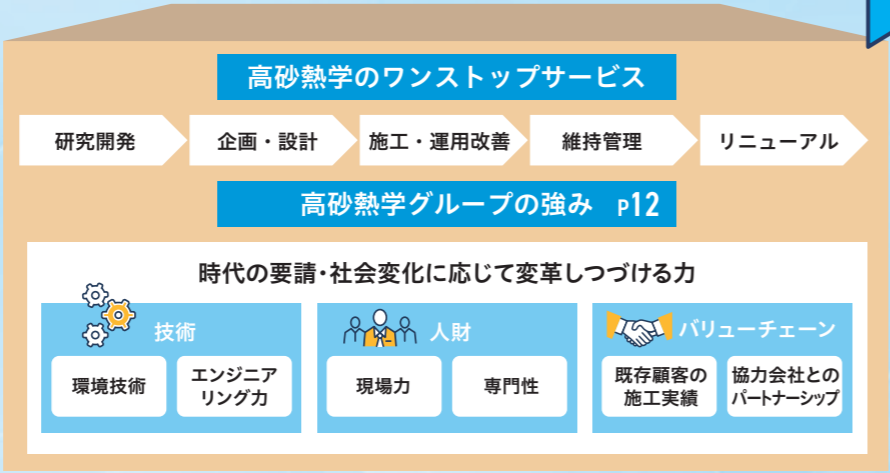 高砂熱学のワンストップサービス
研究開発
企画・設計
施工・運用改善
維持管理
リニューアル
高砂熱学グループの強み P12
時代の要請・社会変化に応じて変革しつづける力
技術
環境技術
エンジニア
リング力
人財
現場力
専門性
バリューチェーン
既存顧客の
施工実績
協力会社との
パートナーシップ